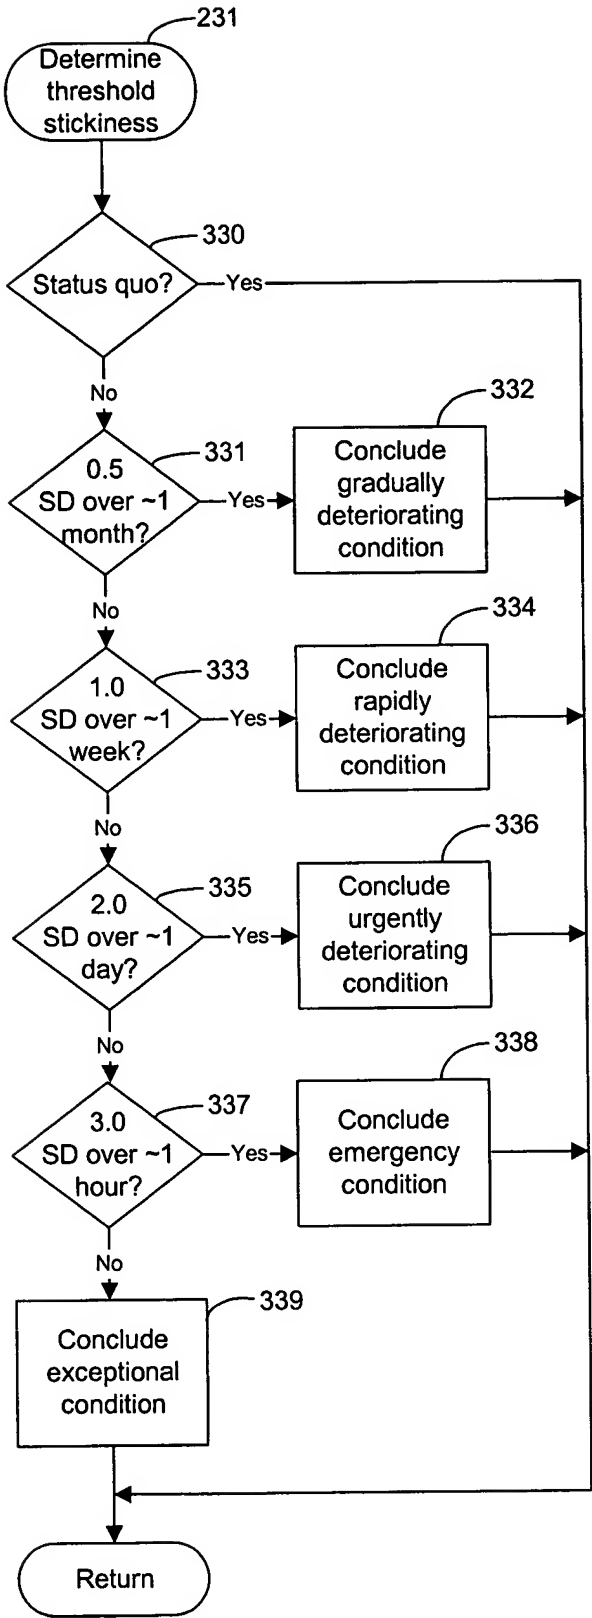 231
Determine
threshold
stickiness
330
Status quo?
Yes
No
332
331
0.5
SD over ~1
month?
Yes
Conclude
gradually
deteriorating
condition
No
334
333
1.0
SD over ~1
week?
Yes
Conclude
rapidly
deteriorating
condition
No
336
335
2.0
SD over ~1
day?
Yes
Conclude
urgently
deteriorating
condition
No
338
337
3.0
SD over ~1
hour?
Yes
Conclude
emergency
condition
No
339
Conclude
exceptional
condition
Return